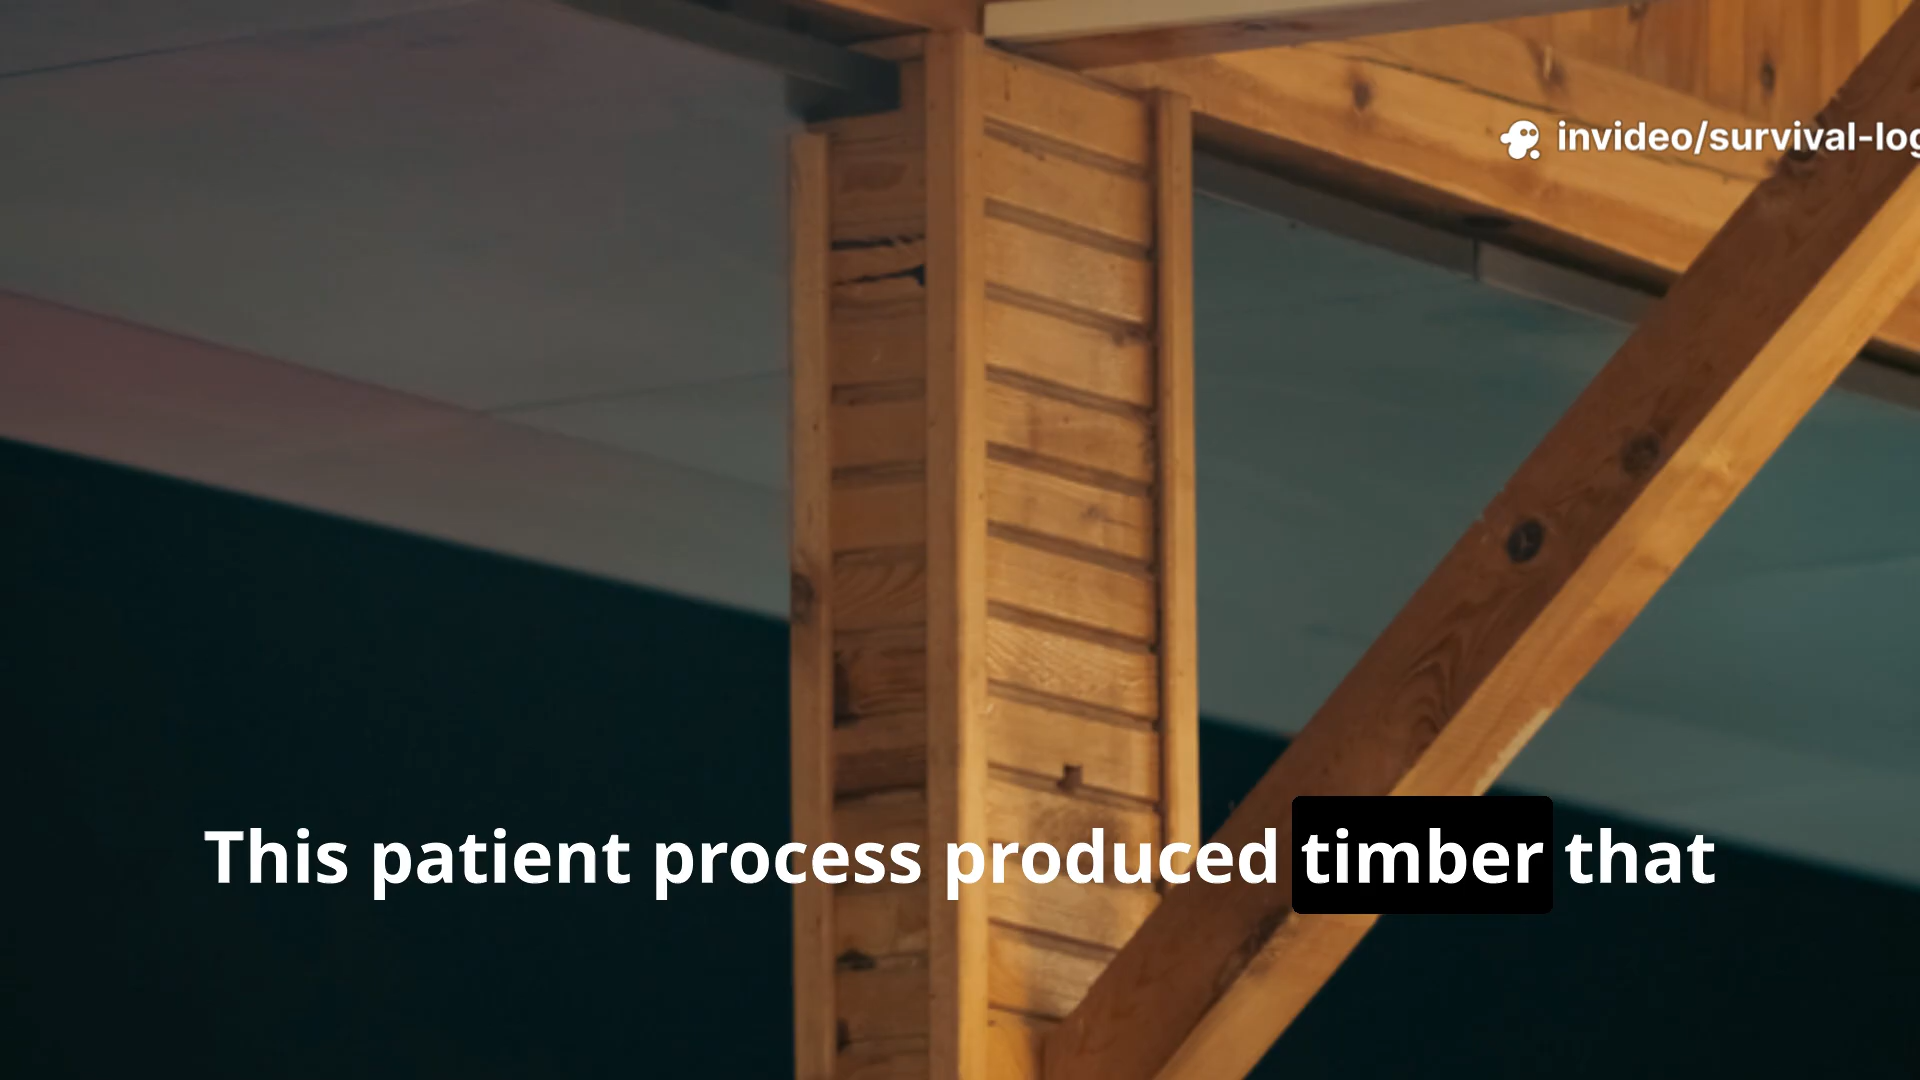 invideo/survival-log
This patient process produced timber that